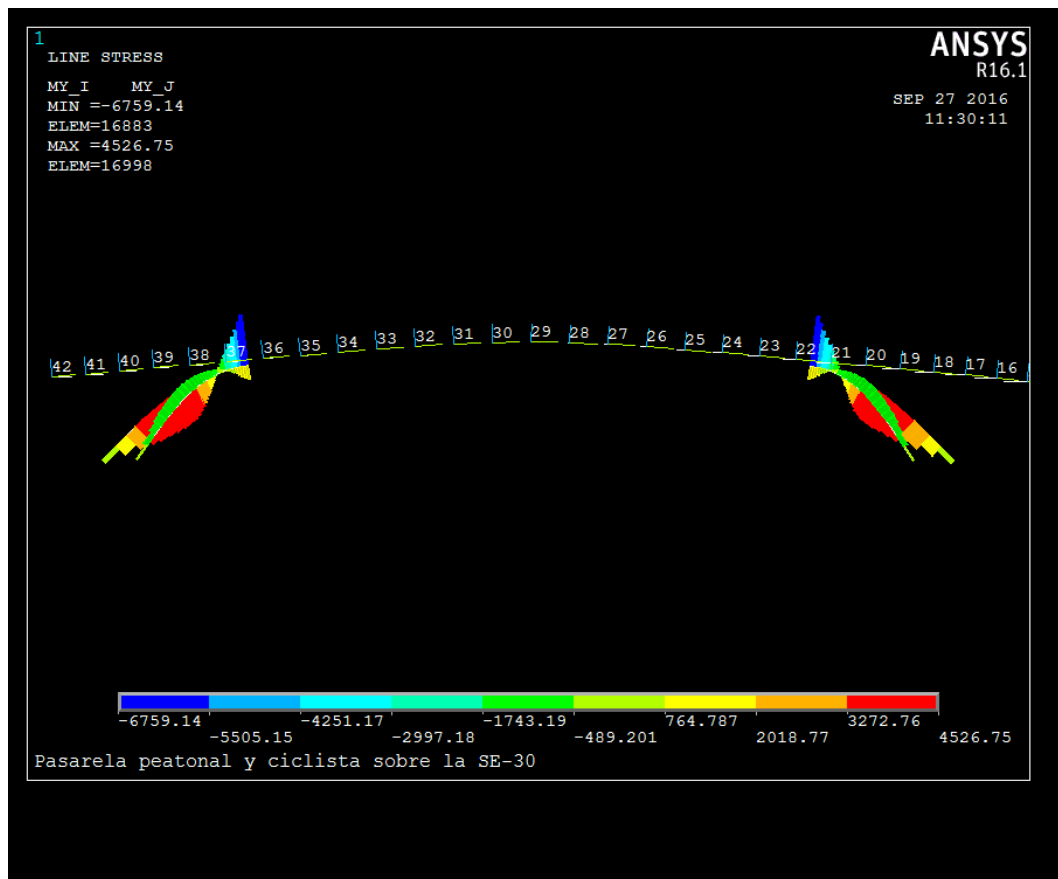 1
LINE STRESS
MY_I MY_J
MIN =-6759.14
ELEM=16883
MAX =4526.75
ELEM=16998
ANSYS
R16.1
SEP 27 2016
11:30:11
42 41 40 39 38 37 36 35 34 33 32 31 30 29 28 27 26 25 24 23 22 21 20 19 18 17 16
-6759.14 -4251.17 -1743.19 764.787 3272.76
-5505.15 -2997.18 -489.201 2018.77 4526.75
Pasarela peatonal y ciclista sobre la SE-30